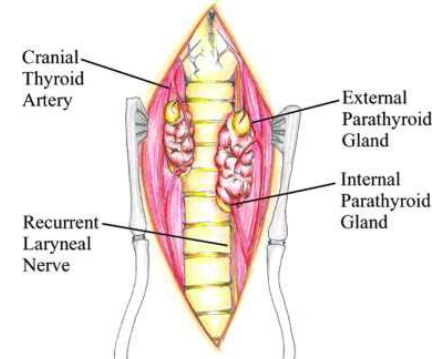 Cranial
Thyroid
Artery
External
Parathyroid
Gland
Internal
Parathyroid
Gland
Recurrent
Laryneal
Nerve